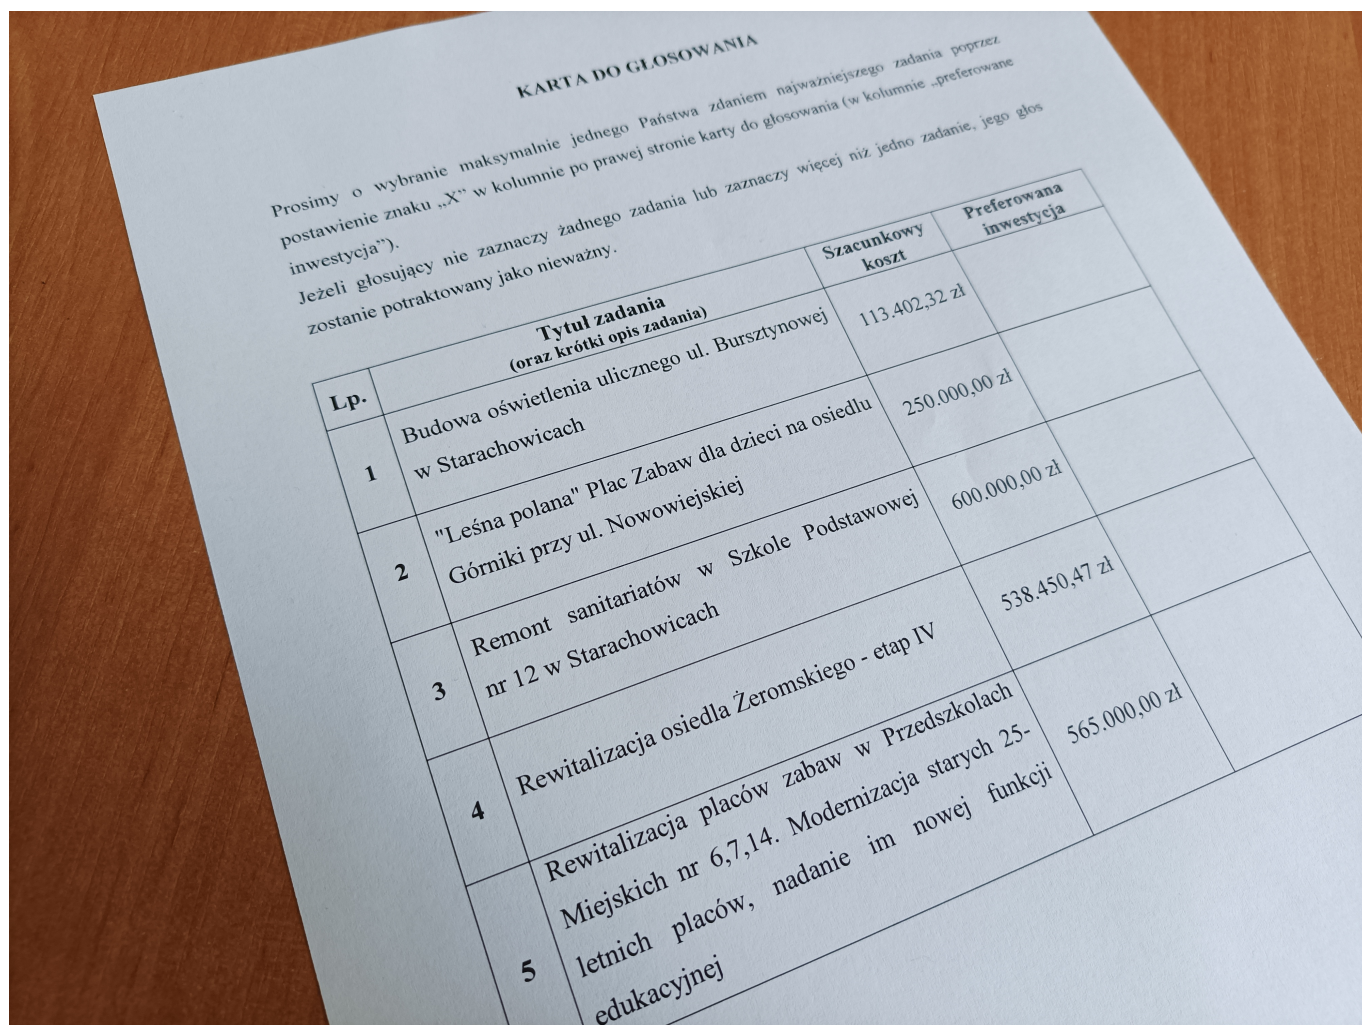 KARTA DO GŁOSOWANIA
Prosimy o wybranie maksymalnie jednego Państwa zdaniem najważniejszego zadania poprzez
postawienie znaku „X” w kolumnie po prawej stronie karty do głosowania (w kolumnie „preferowane
inwestycja”).
Jeżeli głosujący nie zaznaczy żadnego zadania lub zaznaczy więcej niż jedno zadanie, jego głos
zostanie potraktowany jako nieważny.
Lp.
Tytuł zadania
(oraz krótki opis zadania)
Szacunkowy
koszt
Preferowana
inwestycja
1
Budowa oświetlenia ulicznego ul. Bursztynowej
w Starachowicach
113.402,32 zł
2
"Leśna polana" Plac Zabaw dla dzieci na osiedlu
Górniki przy ul. Nowowiejskiej
250.000,00 zł
3
Remont sanitariatów w Szkole Podstawowej
nr 12 w Starachowicach
600.000,00 zł
4
Rewitalizacja osiedla Żeromskiego - etap IV
538.450,47 zł
5
Rewitalizacja placów zabaw w Przedszkolach
Miejskich nr 6,7,14. Modernizacja starych 25-
letnich placów, nadanie im nowej funkcji
edukacyjnej
565.000,00 zł